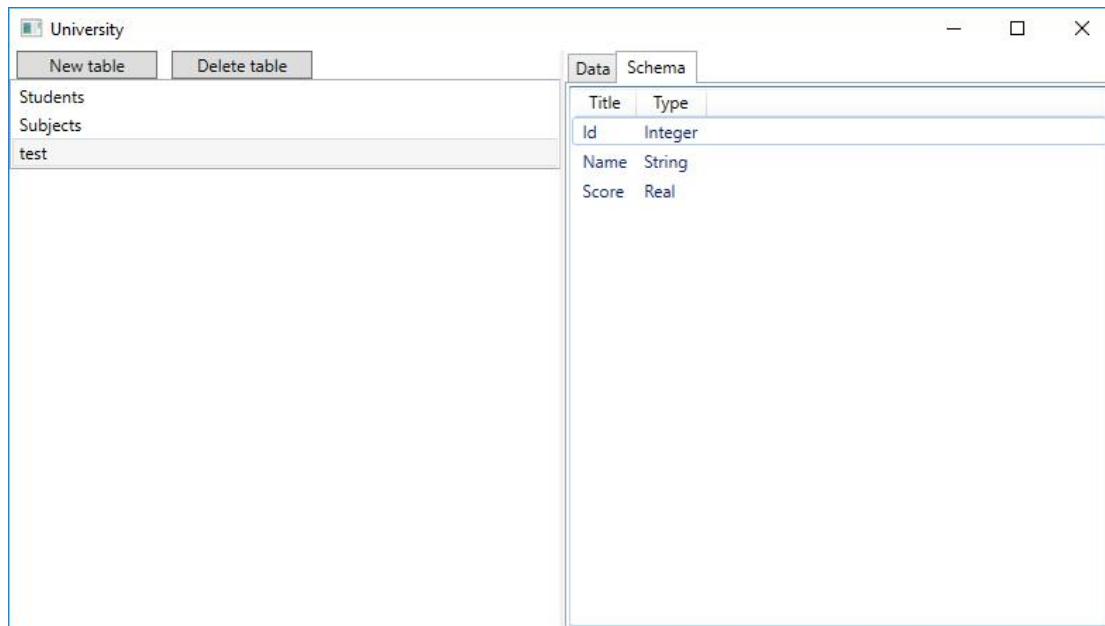 University
New table Delete table
Students
Subjects
test
Data Schema
Title Type
Id Integer
Name String
Score Real